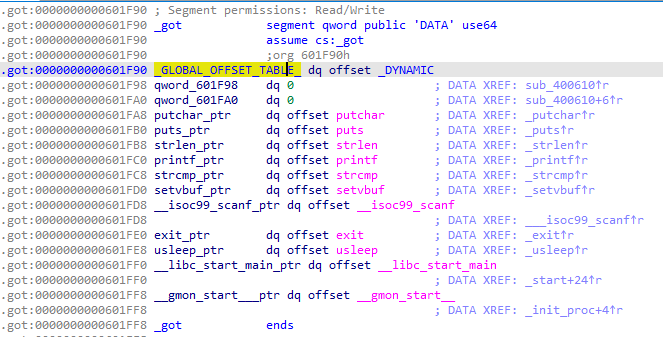 .got:0000000000601F90 ; Segment permissions: Read/Write
.got:0000000000601F90 _got segment qword public 'DATA' use64
.got:0000000000601F90 assume cs:_got
.got:0000000000601F90 ;org 601F90h
.got:0000000000601F90 _GLOBAL_OFFSET_TABLE_ dq offset _DYNAMIC
.got:0000000000601F98 qword_601F98 dq 0 ; DATA XREF: sub_400610↑r
.got:0000000000601FA0 qword_601FA0 dq 0 ; DATA XREF: sub_400610+6↑r
.got:0000000000601FA8 putchar_ptr dq offset putchar ; DATA XREF: _putchar↑r
.got:0000000000601FB0 puts_ptr dq offset puts ; DATA XREF: _puts↑r
.got:0000000000601FB8 strlen_ptr dq offset strlen ; DATA XREF: _strlen↑r
.got:0000000000601FC0 printf_ptr dq offset printf ; DATA XREF: _printf↑r
.got:0000000000601FC8 strcmp_ptr dq offset strcmp ; DATA XREF: _strcmp↑r
.got:0000000000601FD0 setvbuf_ptr dq offset setvbuf ; DATA XREF: _setvbuf↑r
.got:0000000000601FD8 __isoc99_scanf_ptr dq offset __isoc99_scanf
.got:0000000000601FD8 ; DATA XREF: ___isoc99_scanf↑r
.got:0000000000601FE0 exit_ptr dq offset exit ; DATA XREF: _exit↑r
.got:0000000000601FE8 usleep_ptr dq offset usleep ; DATA XREF: _usleep↑r
.got:0000000000601FF0 __libc_start_main_ptr dq offset __libc_start_main
.got:0000000000601FF0 ; DATA XREF: _start+24↑r
.got:0000000000601FF8 __gmon_start___ptr dq offset __gmon_start__
.got:0000000000601FF8 ; DATA XREF: _init_proc+4↑r
.got:0000000000601FF8 _got ends